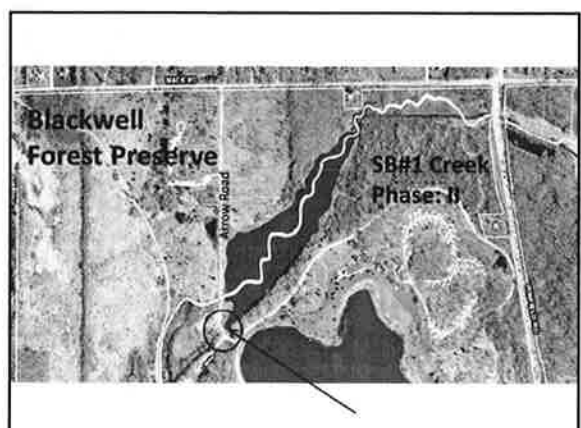 Blackwell
Forest Preserve
SB#1 Creek
Phase: II
Arrow Road